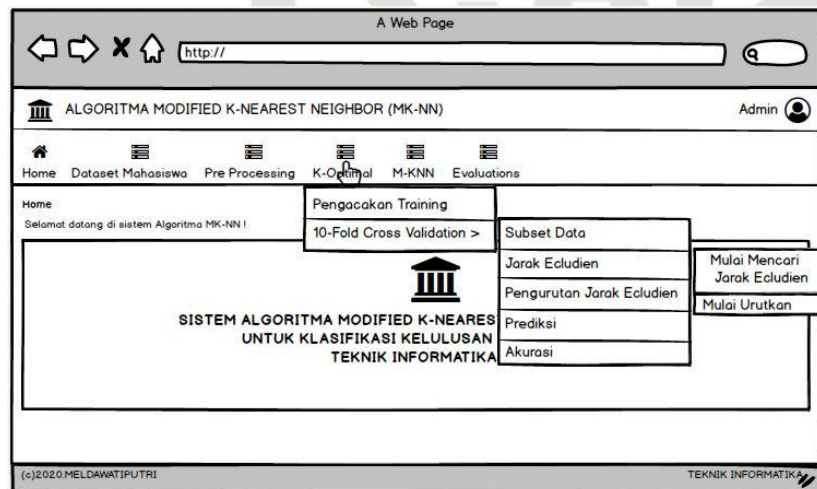 A Web Page
http://
ALGORITMA MODIFIED K-NEAREST NEIGHBOR (MK-NN)
Admin
Home
Dataset Mahasiswa
Pre Processing
K-Optimal
M-KNN
Evaluations
Home
Selamat datang di sistem Algoritma MK-NN !
Pengacakan Training
10-Fold Cross Validation >
Subset Data
Jarak Ecludien
Pengurutan Jarak Ecludien
Prediksi
Akurasi
Mulai Mencari
Jarak Ecludien
Mulai Urutkan
SISTEM ALGORITMA MODIFIED K-NEARES
UNTUK KLASIFIKASI KELULUSAN
TEKNIK INFORMATIKA
(c)2020.MELDAWATIPUTRI
TEKNIK INFORMATIKA